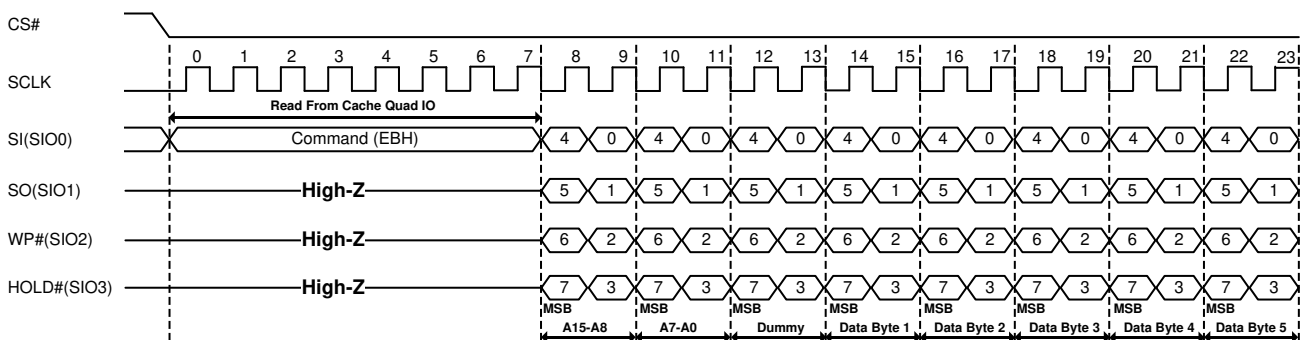 CS#
0 1 2 3 4 5 6 7 8 9 10 11 12 13 14 15 16 17 18 19 20 21 22 23
SCLK
Read From Cache Quad IO
SI(SIO0) Command (EBH) 4 0 4 0 4 0 4 0 4 0 4 0 4 0 4 0
SO(SIO1) High-Z 5 1 5 1 5 1 5 1 5 1 5 1 5 1 5 1
WP#(SIO2) High-Z 6 2 6 2 6 2 6 2 6 2 6 2 6 2 6 2
HOLD#(SIO3) High-Z 7 3 7 3 7 3 7 3 7 3 7 3 7 3 7 3
MSB MSB MSB MSB MSB MSB MSB MSB
A15-A8 A7-A0 Dummy Data Byte 1 Data Byte 2 Data Byte 3 Data Byte 4 Data Byte 5